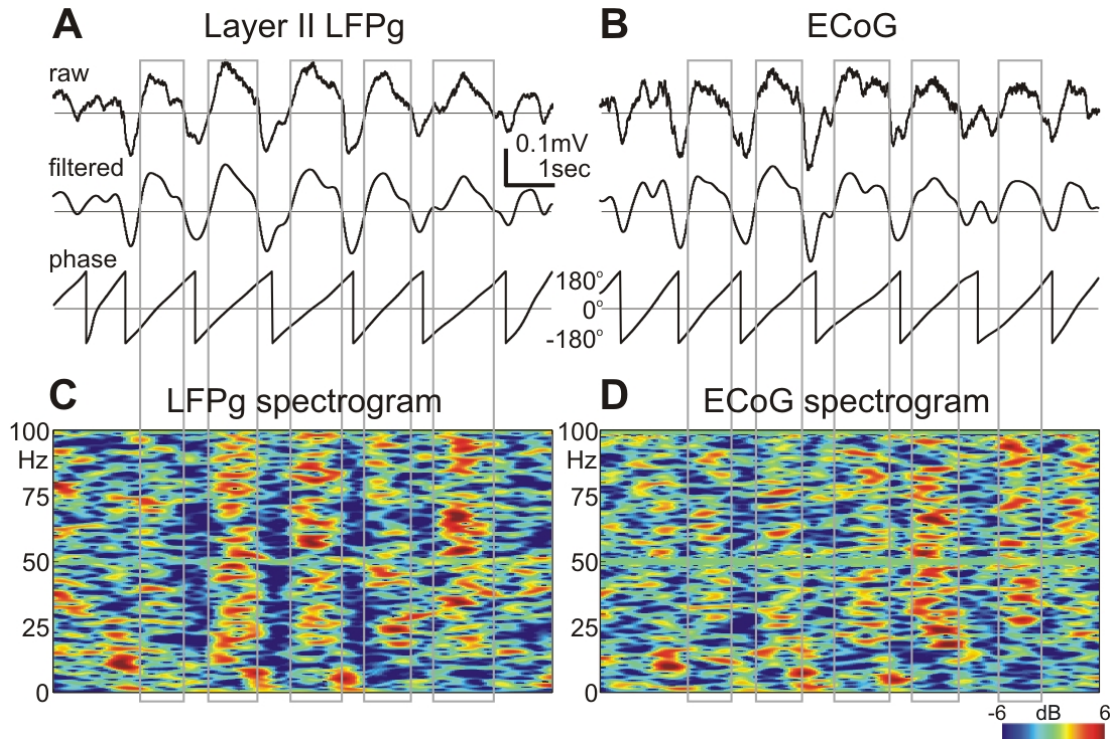 A
Layer II LFPg
B
ECoG
raw
0.1mV
1sec
filtered
phase
180°
0°
-180°
C
LFPg spectrogram
D
ECoG spectrogram
100
Hz
75
50
25
0
100
Hz
75
50
25
0
-6 dB 6